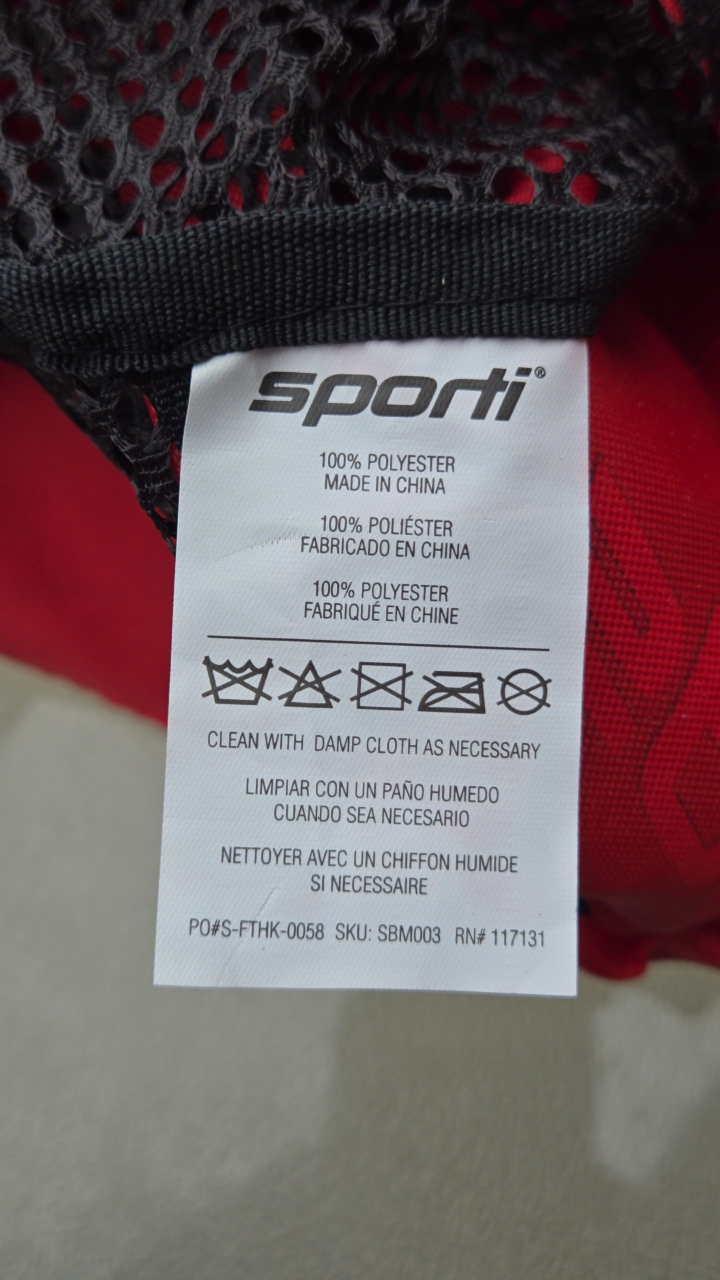 sporti®
100% POLYESTER
MADE IN CHINA
100% POLIÉSTER
FABRICADO EN CHINA
100% POLYESTER
FABRIQUÉ EN CHINE
CLEAN WITH DAMP CLOTH AS NECESSARY
LIMPIAR CON UN PAÑO HUMEDO
CUANDO SEA NECESARIO
NETTOYER AVEC UN CHIFFON HUMIDE
SI NECESSAIRE
PO#S-FTHK-0058 SKU: SBM003 RN# 117131